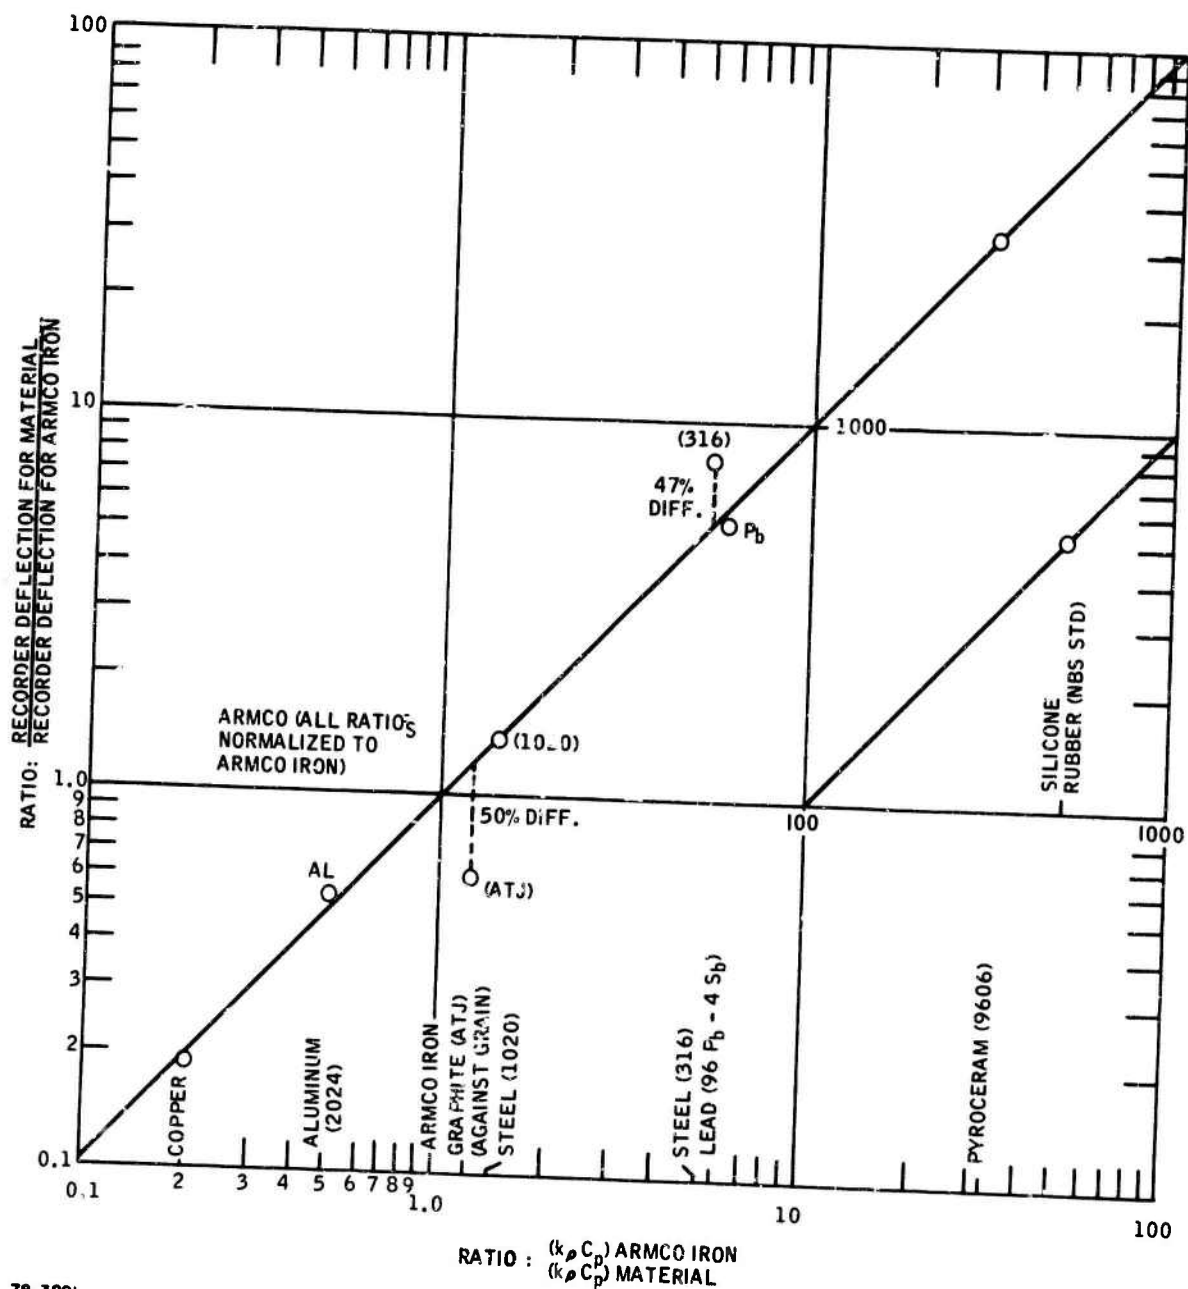 100
10
1.0
9
8
7
6
5
4
3
2
0.1
RATIO: RECORDER DEFLECTION FOR MATERIAL
RECORDER DEFLECTION FOR ARMCO IRON
(316)
1000
47%
DIFF.
Pb
ARMCO (ALL RATIOS
NORMALIZED TO
ARMCO IRON)
50% DIFF.
(ATJ)
AL
100
1000
SILICONE
RUBBER (NBS STD)
COPPER
ALUMINUM
(2024)
ARMCO IRON
GRAPHITE (ATJ)
(AGAINST GRAIN)
STEEL (1020)
STEEL (316)
LEAD (96 Pb - 4 Sb)
PYROCERAM (9606)
0.1 2 3 4 5 6 7 8 9 1.0 10 100
RATIO : (kρCp) ARMCO IRON
(kρCp) MATERIAL